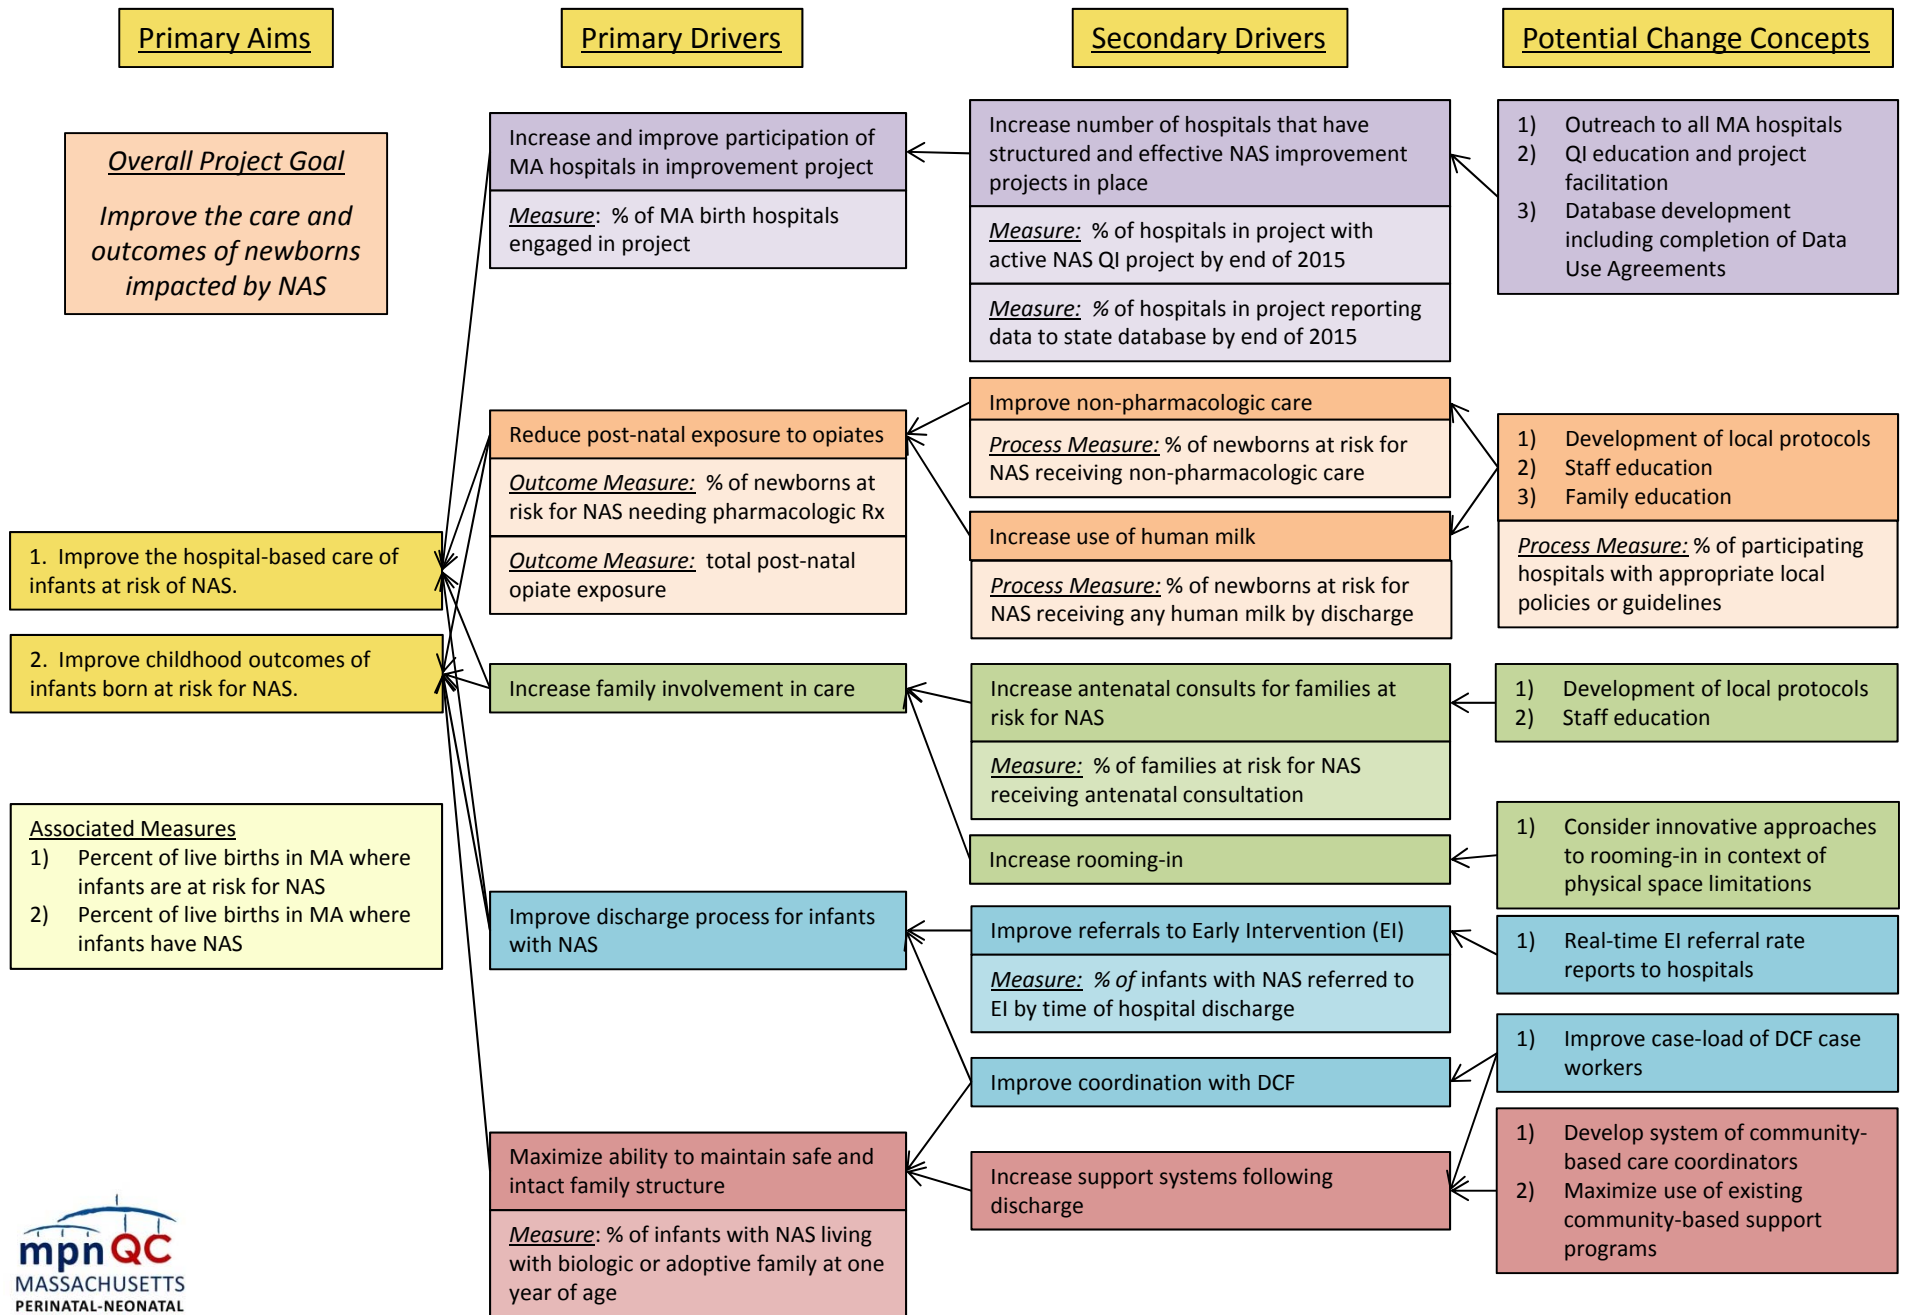 Primary Aims
Primary Drivers
Secondary Drivers
Potential Change Concepts
Overall Project Goal
Improve the care and
outcomes of newborns
impacted by NAS
1. Improve the hospital-based care of
infants at risk of NAS.
2. Improve childhood outcomes of
infants born at risk for NAS.
Associated Measures
1) Percent of live births in MA where
infants are at risk for NAS
2) Percent of live births in MA where
infants have NAS
mpnQC
MASSACHUSETTS
PERINATAL-NEONATAL
Increase and improve participation of
MA hospitals in improvement project
Measure: % of MA birth hospitals
engaged in project
Reduce post-natal exposure to opiates
Outcome Measure: % of newborns at
risk for NAS needing pharmacologic Rx
Outcome Measure: total post-natal
opiate exposure
Increase family involvement in care
Improve discharge process for infants
with NAS
Maximize ability to maintain safe and
intact family structure
Measure: % of infants with NAS living
with biologic or adoptive family at one
year of age
Increase number of hospitals that have
structured and effective NAS improvement
projects in place
Measure: % of hospitals in project with
active NAS QI project by end of 2015
Measure: % of hospitals in project reporting
data to state database by end of 2015
Improve non-pharmacologic care
Process Measure: % of newborns at risk for
NAS receiving non-pharmacologic care
Increase use of human milk
Process Measure: % of newborns at risk for
NAS receiving any human milk by discharge
Increase antenatal consults for families at
risk for NAS
Measure: % of families at risk for NAS
receiving antenatal consultation
Increase rooming-in
Improve referrals to Early Intervention (EI)
Measure: % of infants with NAS referred to
EI by time of hospital discharge
Improve coordination with DCF
Increase support systems following
discharge
1) Outreach to all MA hospitals
2) QI education and project
facilitation
3) Database development
including completion of Data
Use Agreements
1) Development of local protocols
2) Staff education
3) Family education
Process Measure: % of participating
hospitals with appropriate local
policies or guidelines
1) Development of local protocols
2) Staff education
1) Consider innovative approaches
to rooming-in in context of
physical space limitations
1) Real-time EI referral rate
reports to hospitals
1) Improve case-load of DCF case
workers
1) Develop system of community-
based care coordinators
2) Maximize use of existing
community-based support
programs